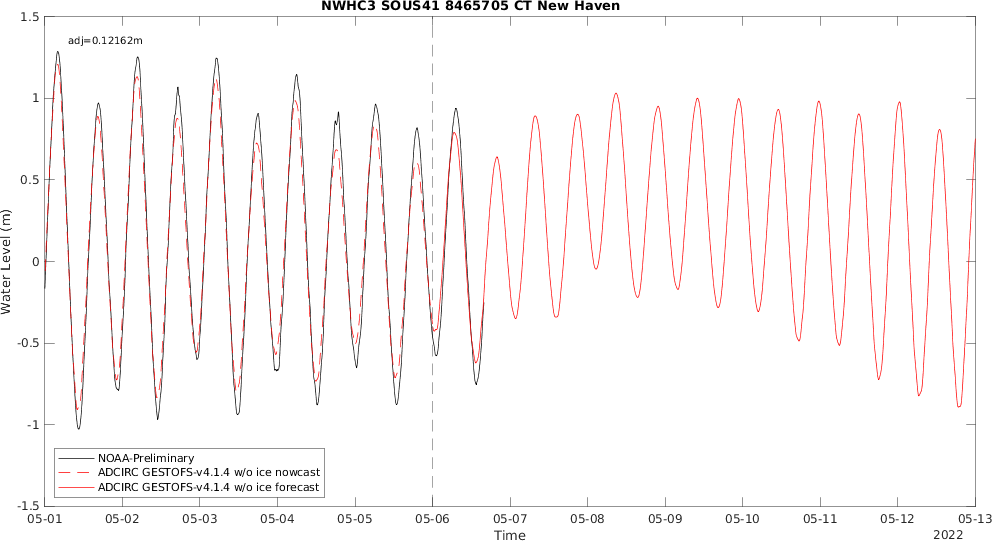 NWHC3 SOUS41 8465705 CT New Haven
adj=0.12162m
1.5
1
0.5
0
-0.5
-1
-1.5
Water Level (m)
NOAA-Preliminary
ADCIRC GESTOFS-v4.1.4 w/o ice nowcast
ADCIRC GESTOFS-v4.1.4 w/o ice forecast
05-01 05-02 05-03 05-04 05-05 05-06 05-07 05-08 05-09 05-10 05-11 05-12 05-13
Time
2022